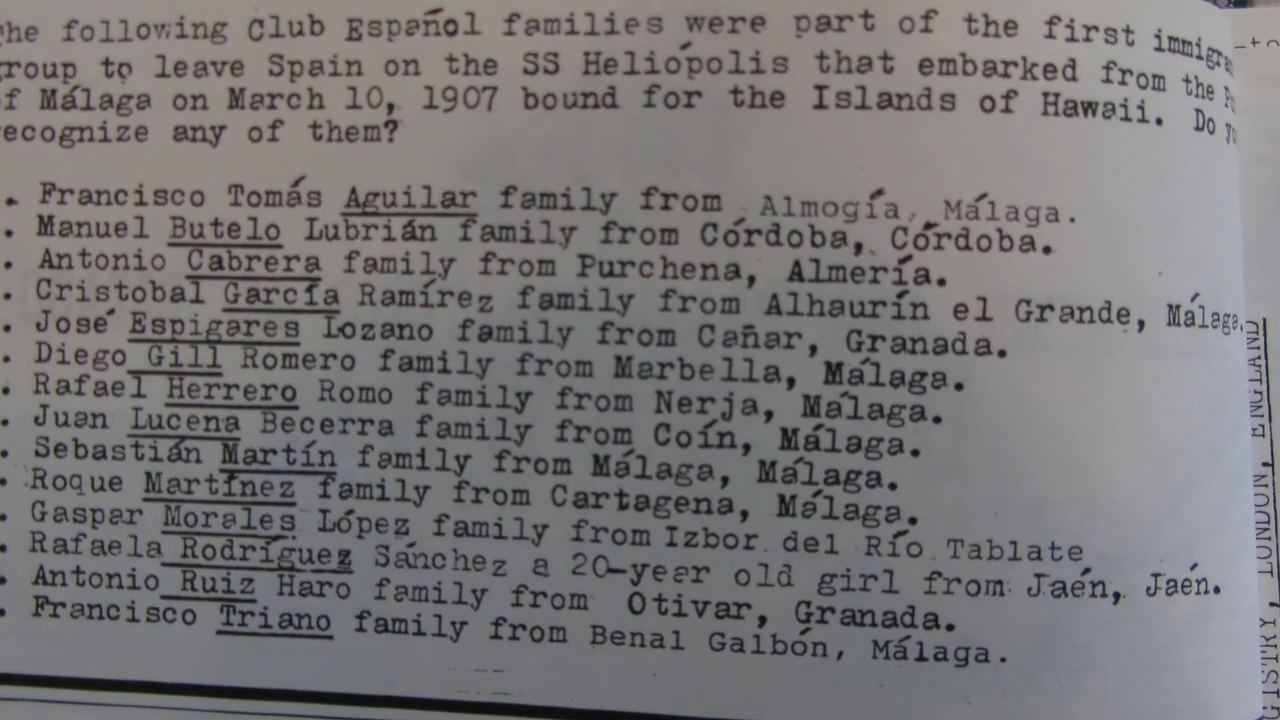 he following Club Español families were part of the first immigra
roup to leave Spain on the SS Heliópolis that embarked from the
f Málaga on March 10, 1907 bound for the Islands of Hawaii. Do
ecognize any of them?
. Francisco Tomás Aguilar family from Almogía, Málaga.
. Manuel Butelo Lubrián family from Córdoba, Córdoba.
. Antonio Cabrera family from Purchena, Almería.
. Cristobal García Ramírez family from Alhaurín el Grande, Málaga.
. José Espigares Lozano family from Cañar, Granada.
. Diego Gill Romero family from Marbella, Málaga.
. Rafael Herrero Romo family from Nerja, Málaga.
. Juan Lucena Becerra family from Coín, Málaga.
. Sebastián Martín family from Málaga, Málaga.
. Roque Martínez family from Cartagena, Málaga.
. Gaspar Morales López family from Izbor del Río Tablate
. Rafaela Rodríguez Sánchez a 20-year old girl from Jaén, Jaén.
. Antonio Ruiz Haro family from Otivar, Granada.
. Francisco Triano family from Benal Galbón, Málaga.
LONDON, ENGLAND